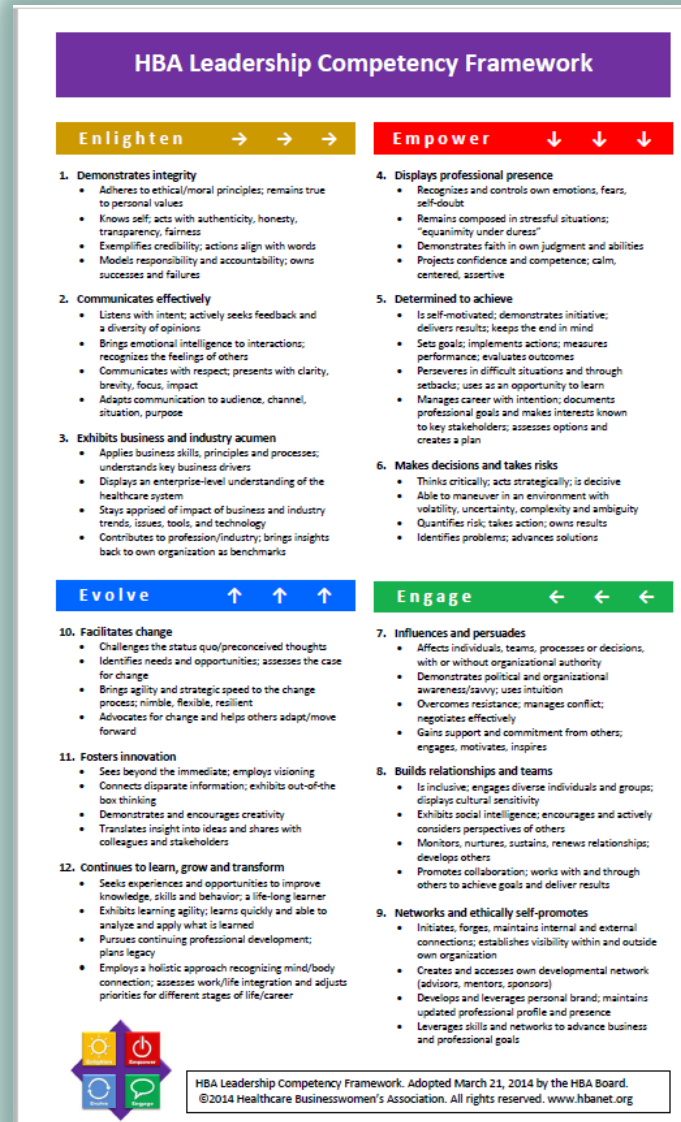 HBA Leadership Competency Framework
Enlighten → → →
1. Demonstrates integrity
• Adheres to ethical/moral principles; remains true
to personal values
• Knows self; acts with authenticity, honesty,
transparency, fairness
• Exemplifies credibility; actions align with words
• Models responsibility and accountability; owns
successes and failures
2. Communicates effectively
• Listens with intent; actively seeks feedback and
a diversity of opinions
• Brings emotional intelligence to interactions;
recognizes the feelings of others
• Communicates with respect; presents with clarity,
brevity, focus, impact
• Adapts communication to audience, channel,
situation, purpose
3. Exhibits business and industry acumen
• Applies business skills, principles and processes;
understands key business drivers
• Displays an enterprise-level understanding of the
healthcare system
• Stays apprised of impact of business and industry
trends, issues, tools, and technology
• Contributes to profession/industry; brings insights
back to own organization as benchmarks
Empower ↓ ↓ ↓
4. Displays professional presence
• Recognizes and controls own emotions, fears,
self-doubt
• Remains composed in stressful situations;
"equanimity under duress"
• Demonstrates faith in own judgment and abilities
• Projects confidence and competence; calm,
centered, assertive
5. Determined to achieve
• Is self-motivated; demonstrates initiative;
delivers results; keeps the end in mind
• Sets goals; implements actions; measures
performance; evaluates outcomes
• Perseveres in difficult situations and through
setbacks; uses as an opportunity to learn
• Manages career with intention; documents
professional goals and makes interests known
to key stakeholders; assesses options and
creates a plan
6. Makes decisions and takes risks
• Thinks critically; acts strategically; is decisive
• Able to maneuver in an environment with
volatility, uncertainty, complexity and ambiguity
• Quantifies risk; takes action; owns results
• Identifies problems; advances solutions
Evolve ↑ ↑ ↑
10. Facilitates change
• Challenges the status quo/preconceived thoughts
• Identifies needs and opportunities; assesses the case
for change
• Brings agility and strategic speed to the change
process; nimble, flexible, resilient
• Advocates for change and helps others adapt/move
forward
11. Fosters innovation
• Sees beyond the immediate; employs visioning
• Connects disparate information; exhibits out-of-the
box thinking
• Demonstrates and encourages creativity
• Translates insight into ideas and shares with
colleagues and stakeholders
12. Continues to learn, grow and transform
• Seeks experiences and opportunities to improve
knowledge, skills and behavior; a life-long learner
• Exhibits learning agility; learns quickly and able to
analyze and apply what is learned
• Pursues continuing professional development;
plans legacy
• Employs a holistic approach recognizing mind/body
connection; assesses work/life integration and adjusts
priorities for different stages of life/career
Engage ← ← ←
7. Influences and persuades
• Affects individuals, teams, processes or decisions,
with or without organizational authority
• Demonstrates political and organizational
awareness/savvy; uses intuition
• Overcomes resistance; manages conflict;
negotiates effectively
• Gains support and commitment from others;
engages, motivates, inspires
8. Builds relationships and teams
• Is inclusive; engages diverse individuals and groups;
displays cultural sensitivity
• Exhibits social intelligence; encourages and actively
considers perspectives of others
• Monitors, nurtures, sustains, renews relationships;
develops others
• Promotes collaboration; works with and through
others to achieve goals and deliver results
9. Networks and ethically self-promotes
• Initiates, forges, maintains internal and external
connections; establishes visibility within and outside
own organization
• Creates and accesses own developmental network
(advisors, mentors, sponsors)
• Develops and leverages personal brand; maintains
updated professional profile and presence
• Leverages skills and networks to advance business
and professional goals
Enlighten Empower
Evolve Engage
HBA Leadership Competency Framework. Adopted March 21, 2014 by the HBA Board.
©2014 Healthcare Businesswomen's Association. All rights reserved. www.hbanet.org